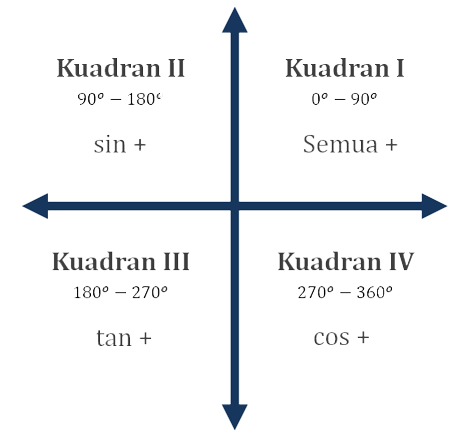 Kuadran II
90° – 180°
sin +
Kuadran I
0° – 90°
Semua +
Kuadran III
180° – 270°
tan +
Kuadran IV
270° – 360°
cos +